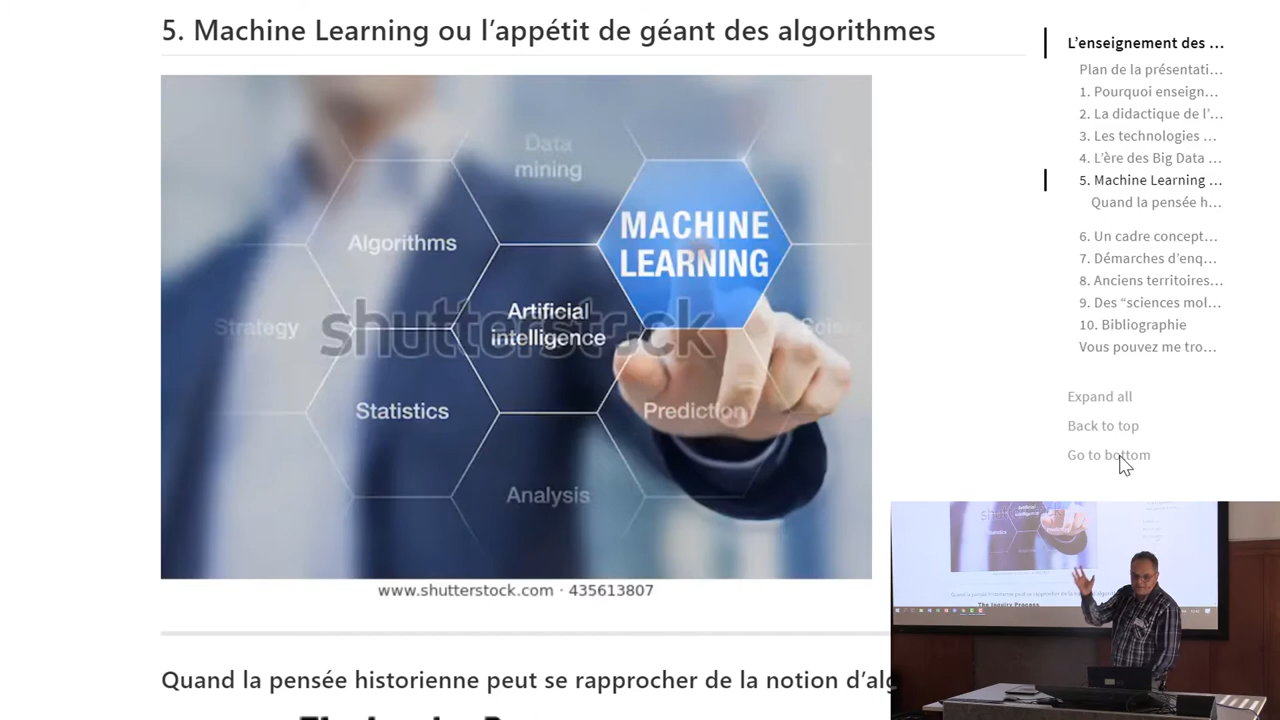 5. Machine Learning ou l'appétit de géant des algorithmes
Data
mining
MACHINE
LEARNING
Algorithms
Artificial
intelligence
Strategy
shutterstock
Statistics
Prediction
Analysis
www.shutterstock.com · 435613807
Quand la pensée historienne peut se rapprocher de la notion d'alg
L'enseignement des …
Plan de la présentati…
1. Pourquoi enseign…
2. La didactique de l'…
3. Les technologies …
4. L'ère des Big Data …
5. Machine Learning …
Quand la pensée h…
6. Un cadre concept…
7. Démarches d'enq…
8. Anciens territoires…
9. Des “sciences mol…
10. Bibliographie
Vous pouvez me tro…
Expand all
Back to top
Go to bottom
The Inquiry Process